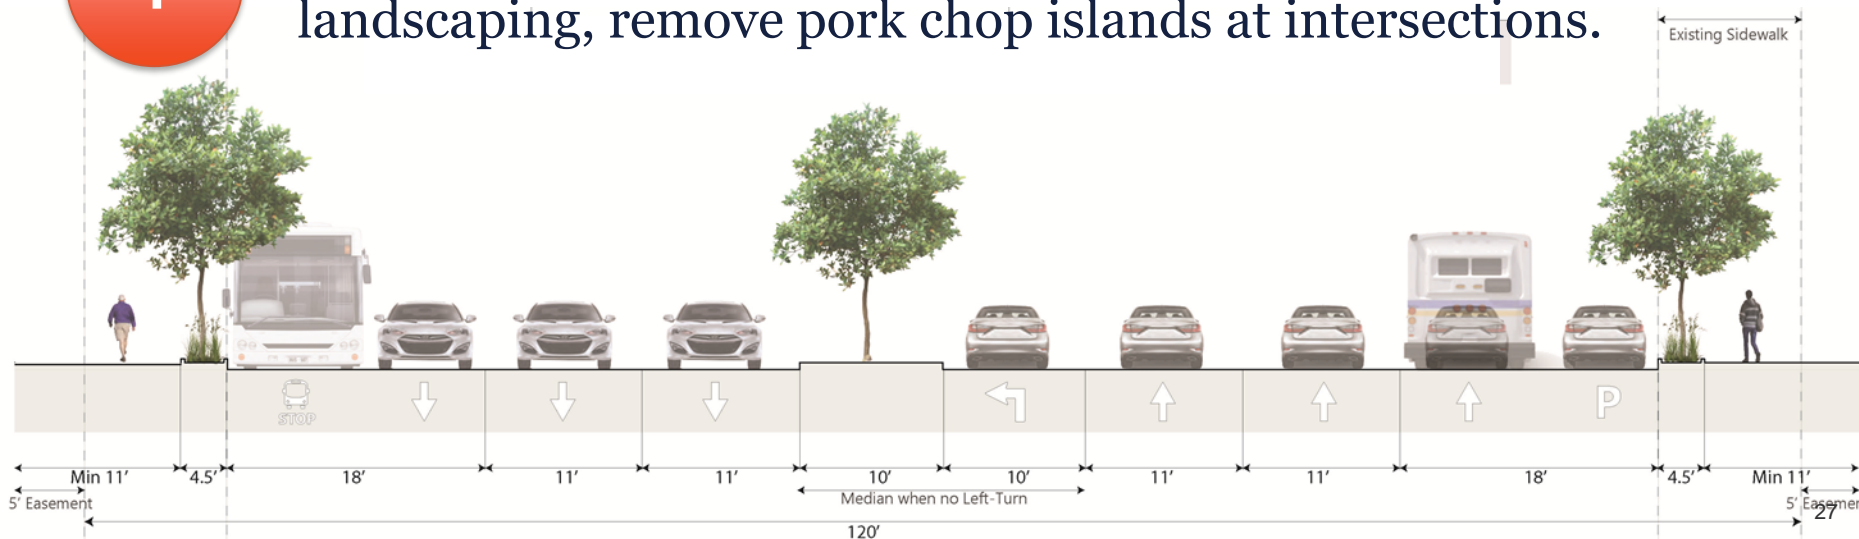 landscaping, remove pork chop islands at intersections.
Existing Sidewalk
STOP
P
Min 11' 4.5' 18' 11' 11' 10' 10' 11' 11' 18' 4.5' Min 11'
5' Easement Median when no Left-Turn 5'
27
120'